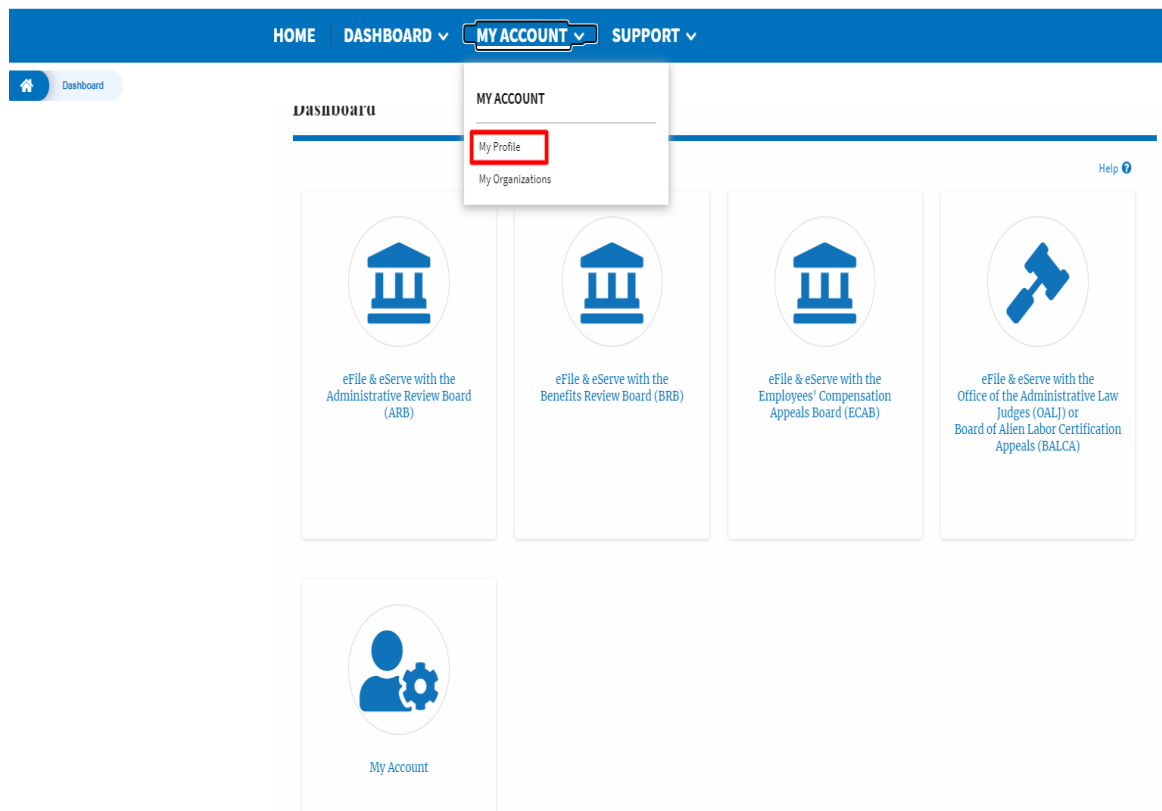 HOME DASHBOARD MY ACCOUNT SUPPORT
Dashboard
MY ACCOUNT
Dashboard
My Profile
Help
My Organizations
eFile & eServe with the
Administrative Review Board
(ARB)
eFile & eServe with the
Benefits Review Board (BRB)
eFile & eServe with the
Employees' Compensation
Appeals Board (ECAB)
eFile & eServe with the
Office of the Administrative Law
Judges (OALJ) or
Board of Alien Labor Certification
Appeals (BALCA)
My Account